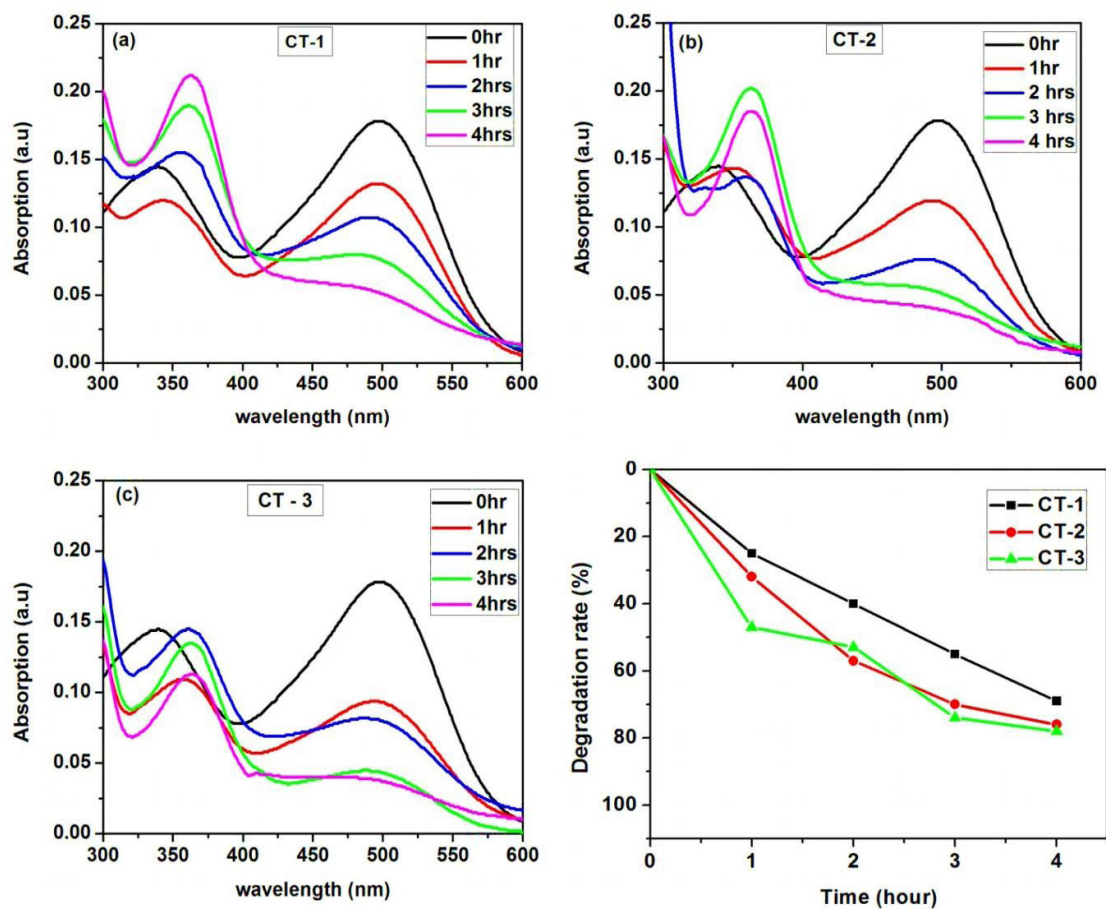 (a)
CT-1
0hr
1hr
2hrs
3hrs
4hrs
0.25
0.20
0.15
0.10
0.05
0.00
Absorption (a.u)
300 350 400 450 500 550 600
wavelength (nm)
(b)
CT-2
0hr
1hr
2 hrs
3 hrs
4 hrs
0.25
0.20
0.15
0.10
0.05
0.00
Absorption (a.u)
300 400 500 600
wavelength (nm)
(c)
CT - 3
0hr
1hr
2hrs
3hrs
4hrs
0.25
0.20
0.15
0.10
0.05
0.00
Absorption (a.u)
300 350 400 450 500 550 600
wavelength (nm)
CT-1
CT-2
CT-3
0
20
40
60
80
100
Degradation rate (%)
0 1 2 3 4
Time (hour)